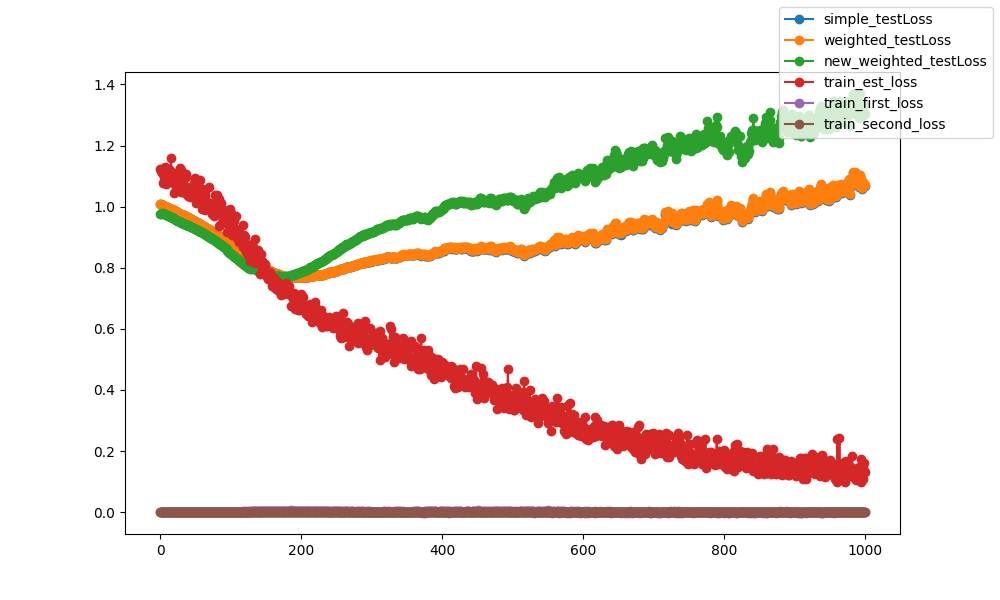 simple_testLoss
weighted_testLoss
new_weighted_testLoss
train_est_loss
train_first_loss
train_second_loss
1.4
1.2
1.0
0.8
0.6
0.4
0.2
0.0
0 200 400 600 800 1000